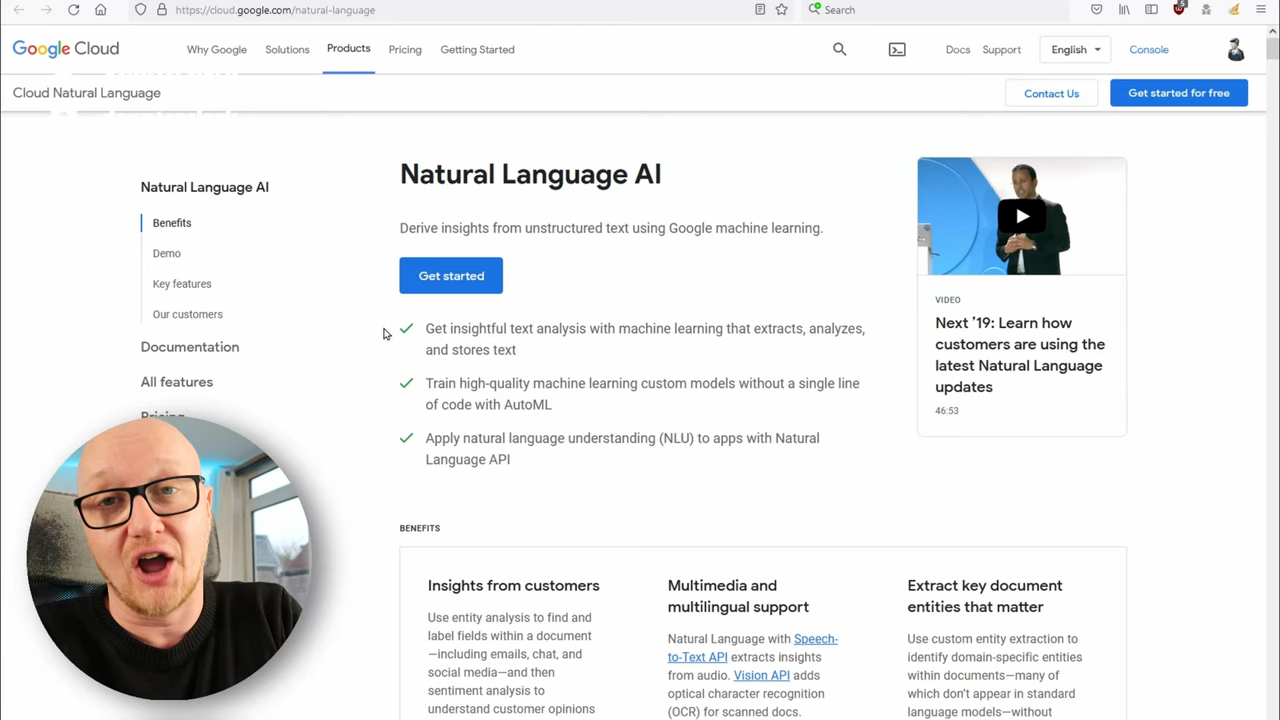 https://cloud.google.com/natural-language
Search
5
Google Cloud
Why Google
Solutions
Products
Pricing
Getting Started
Docs
Support
English
Console
Cloud Natural Language
Contact Us
Get started for free
Natural Language AI
Benefits
Demo
Key features
Our customers
Documentation
All features
Pricing
Natural Language AI
Derive insights from unstructured text using Google machine learning.
Get started
Get insightful text analysis with machine learning that extracts, analyzes,
and stores text
Train high-quality machine learning custom models without a single line
of code with AutoML
Apply natural language understanding (NLU) to apps with Natural
Language API
VIDEO
Next ’19: Learn how
customers are using the
latest Natural Language
updates
46:53
BENEFITS
Insights from customers
Use entity analysis to find and
label fields within a document
—including emails, chat, and
social media—and then
sentiment analysis to
understand customer opinions
Multimedia and
multilingual support
Natural Language with Speech-
to-Text API extracts insights
from audio. Vision API adds
optical character recognition
(OCR) for scanned docs.
Extract key document
entities that matter
Use custom entity extraction to
identify domain-specific entities
within documents—many of
which don’t appear in standard
language models—without